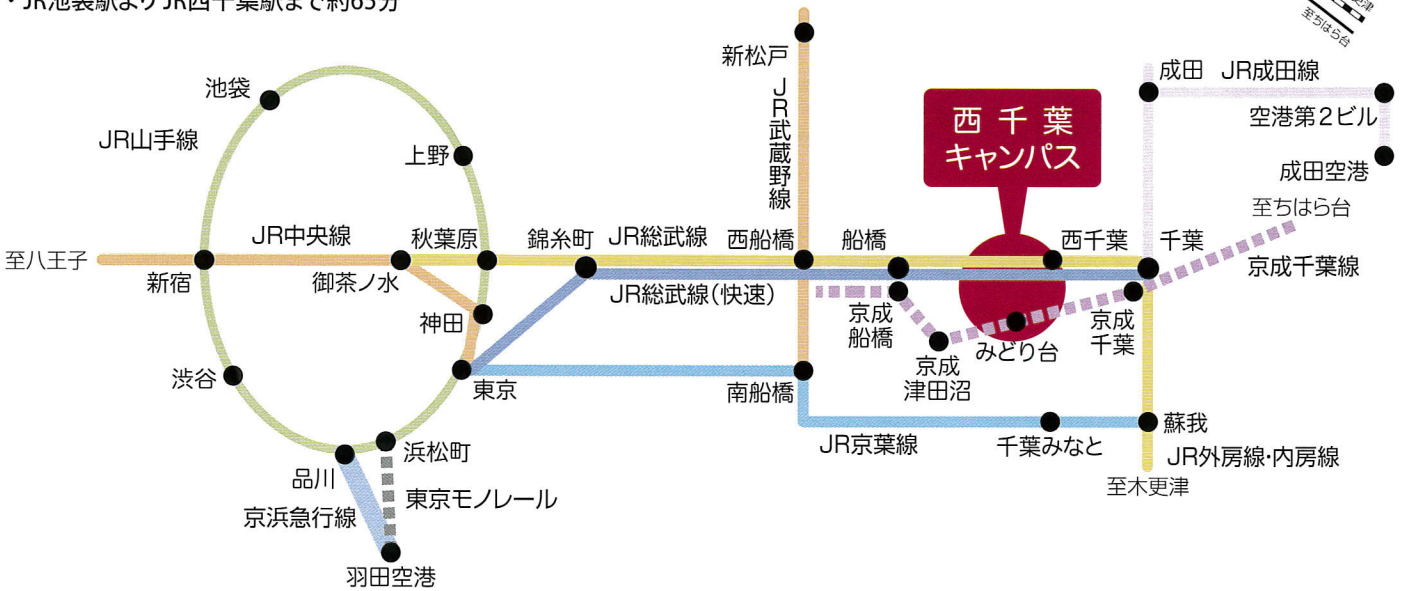 ・JR池袋駅よりJR西千葉駅まで約65分
更津
至ちはら台
池袋
JR山手線
上野
新松戸
JR武蔵野線
西千葉
キャンパス
成田
JR成田線
空港第2ビル
成田空港
至ちはら台
至八王子
新宿
JR中央線
御茶ノ水
秋葉原
錦糸町
JR総武線
西船橋
船橋
西千葉
千葉
京成千葉線
JR総武線(快速)
神田
京成
船橋
京成
津田沼
みどり台
京成
千葉
渋谷
東京
南船橋
JR京葉線
千葉みなと
蘇我
JR外房線・内房線
至木更津
浜松町
品川
東京モノレール
京浜急行線
羽田空港